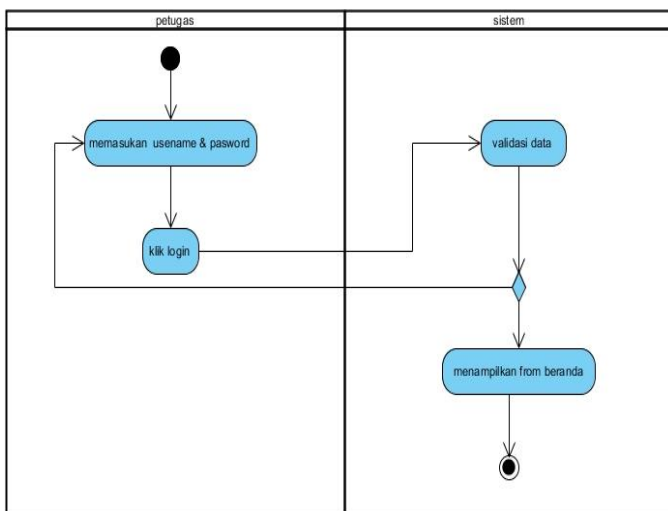 petugas
sistem
memasukan usename & pasword
validasi data
klik login
menampilkan from beranda